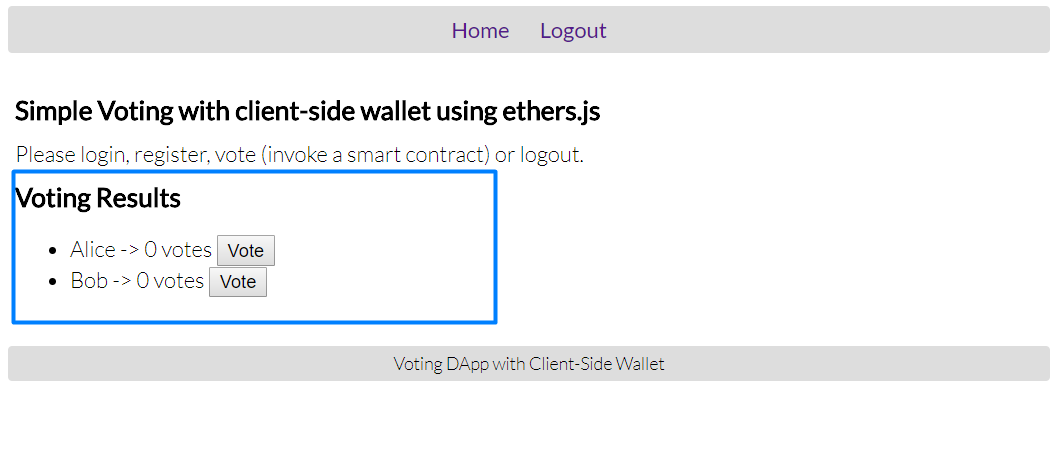 Home Logout
Simple Voting with client-side wallet using ethers.js
Please login, register, vote (invoke a smart contract) or logout.
Voting Results
Alice -> 0 votes Vote
Bob -> 0 votes Vote
Voting DApp with Client-Side Wallet